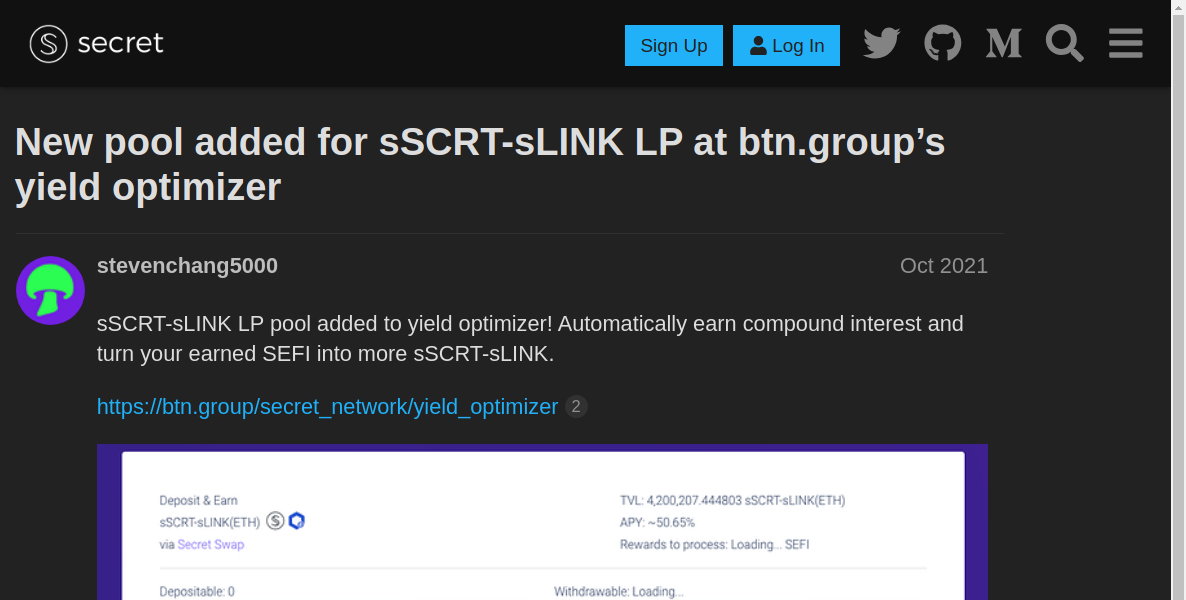 secret
Sign Up
Log In
New pool added for sSCRT-sLINK LP at btn.group’s
yield optimizer
stevenchang5000
Oct 2021
sSCRT-sLINK LP pool added to yield optimizer! Automatically earn compound interest and
turn your earned SEFI into more sSCRT-sLINK.
https://btn.group/secret_network/yield_optimizer 2
Deposit & Earn
sSCRT-sLINK(ETH)
via Secret Swap
TVL: 4,200,207.444803 sSCRT-sLINK(ETH)
APY: ~50.65%
Rewards to process: Loading... SEFI
Depositable: 0
Withdrawable: Loading...